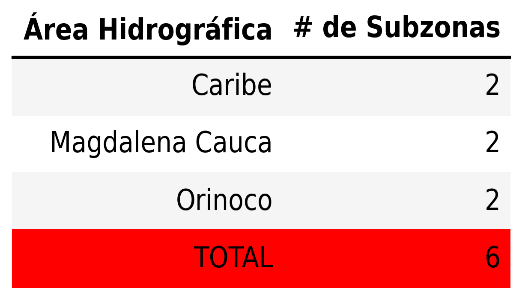 Área Hidrográfica # de Subzonas
Caribe 2
Magdalena Cauca 2
Orinoco 2
TOTAL 6